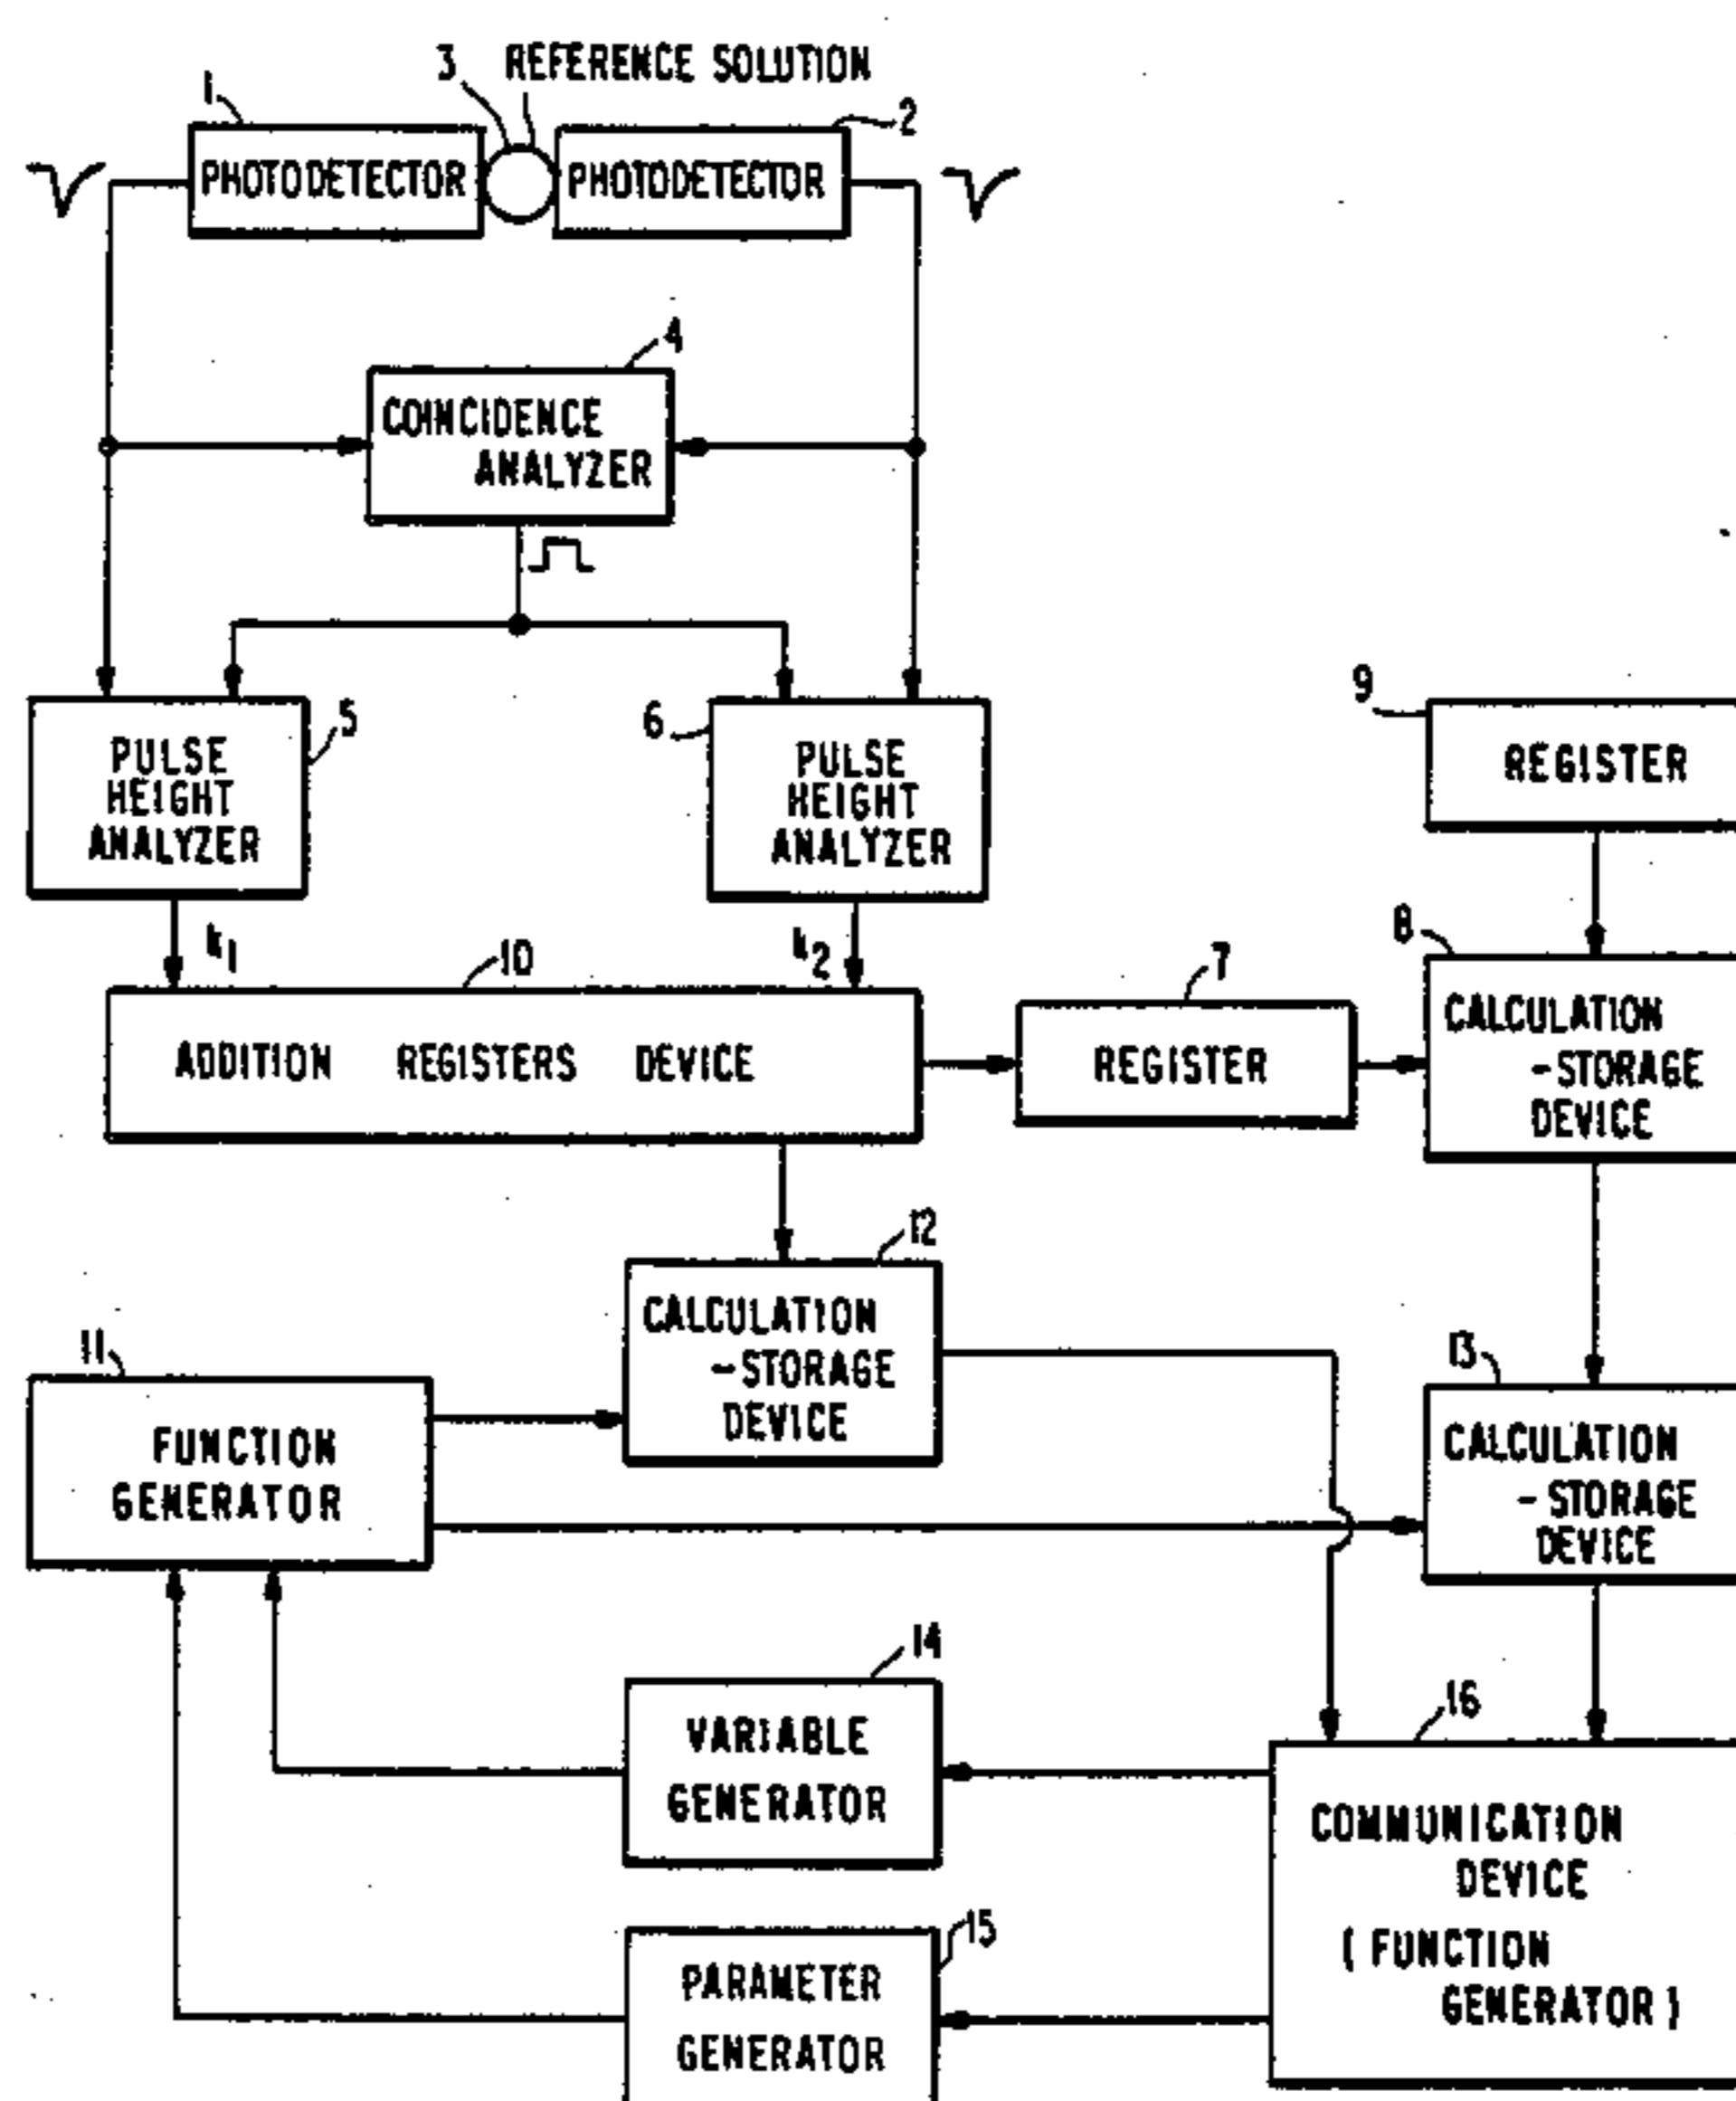 3 REFERENCE SOLUTION
1
2
PHOTODETECTOR
PHOTODETECTOR
4
COINCIDENCE
ANALYZER
5
PULSE
HEIGHT
ANALYZER
6
PULSE
HEIGHT
ANALYZER
9
REGISTER
8
CALCULATION
-STORAGE
DEVICE
10
ADDITION REGISTERS DEVICE
7
REGISTER
12
CALCULATION
-STORAGE
DEVICE
11
FUNCTION
GENERATOR
13
CALCULATION
-STORAGE
DEVICE
14
VARIABLE
GENERATOR
16
COMMUNICATION
DEVICE
(FUNCTION
GENERATOR)
15
PARAMETER
GENERATOR